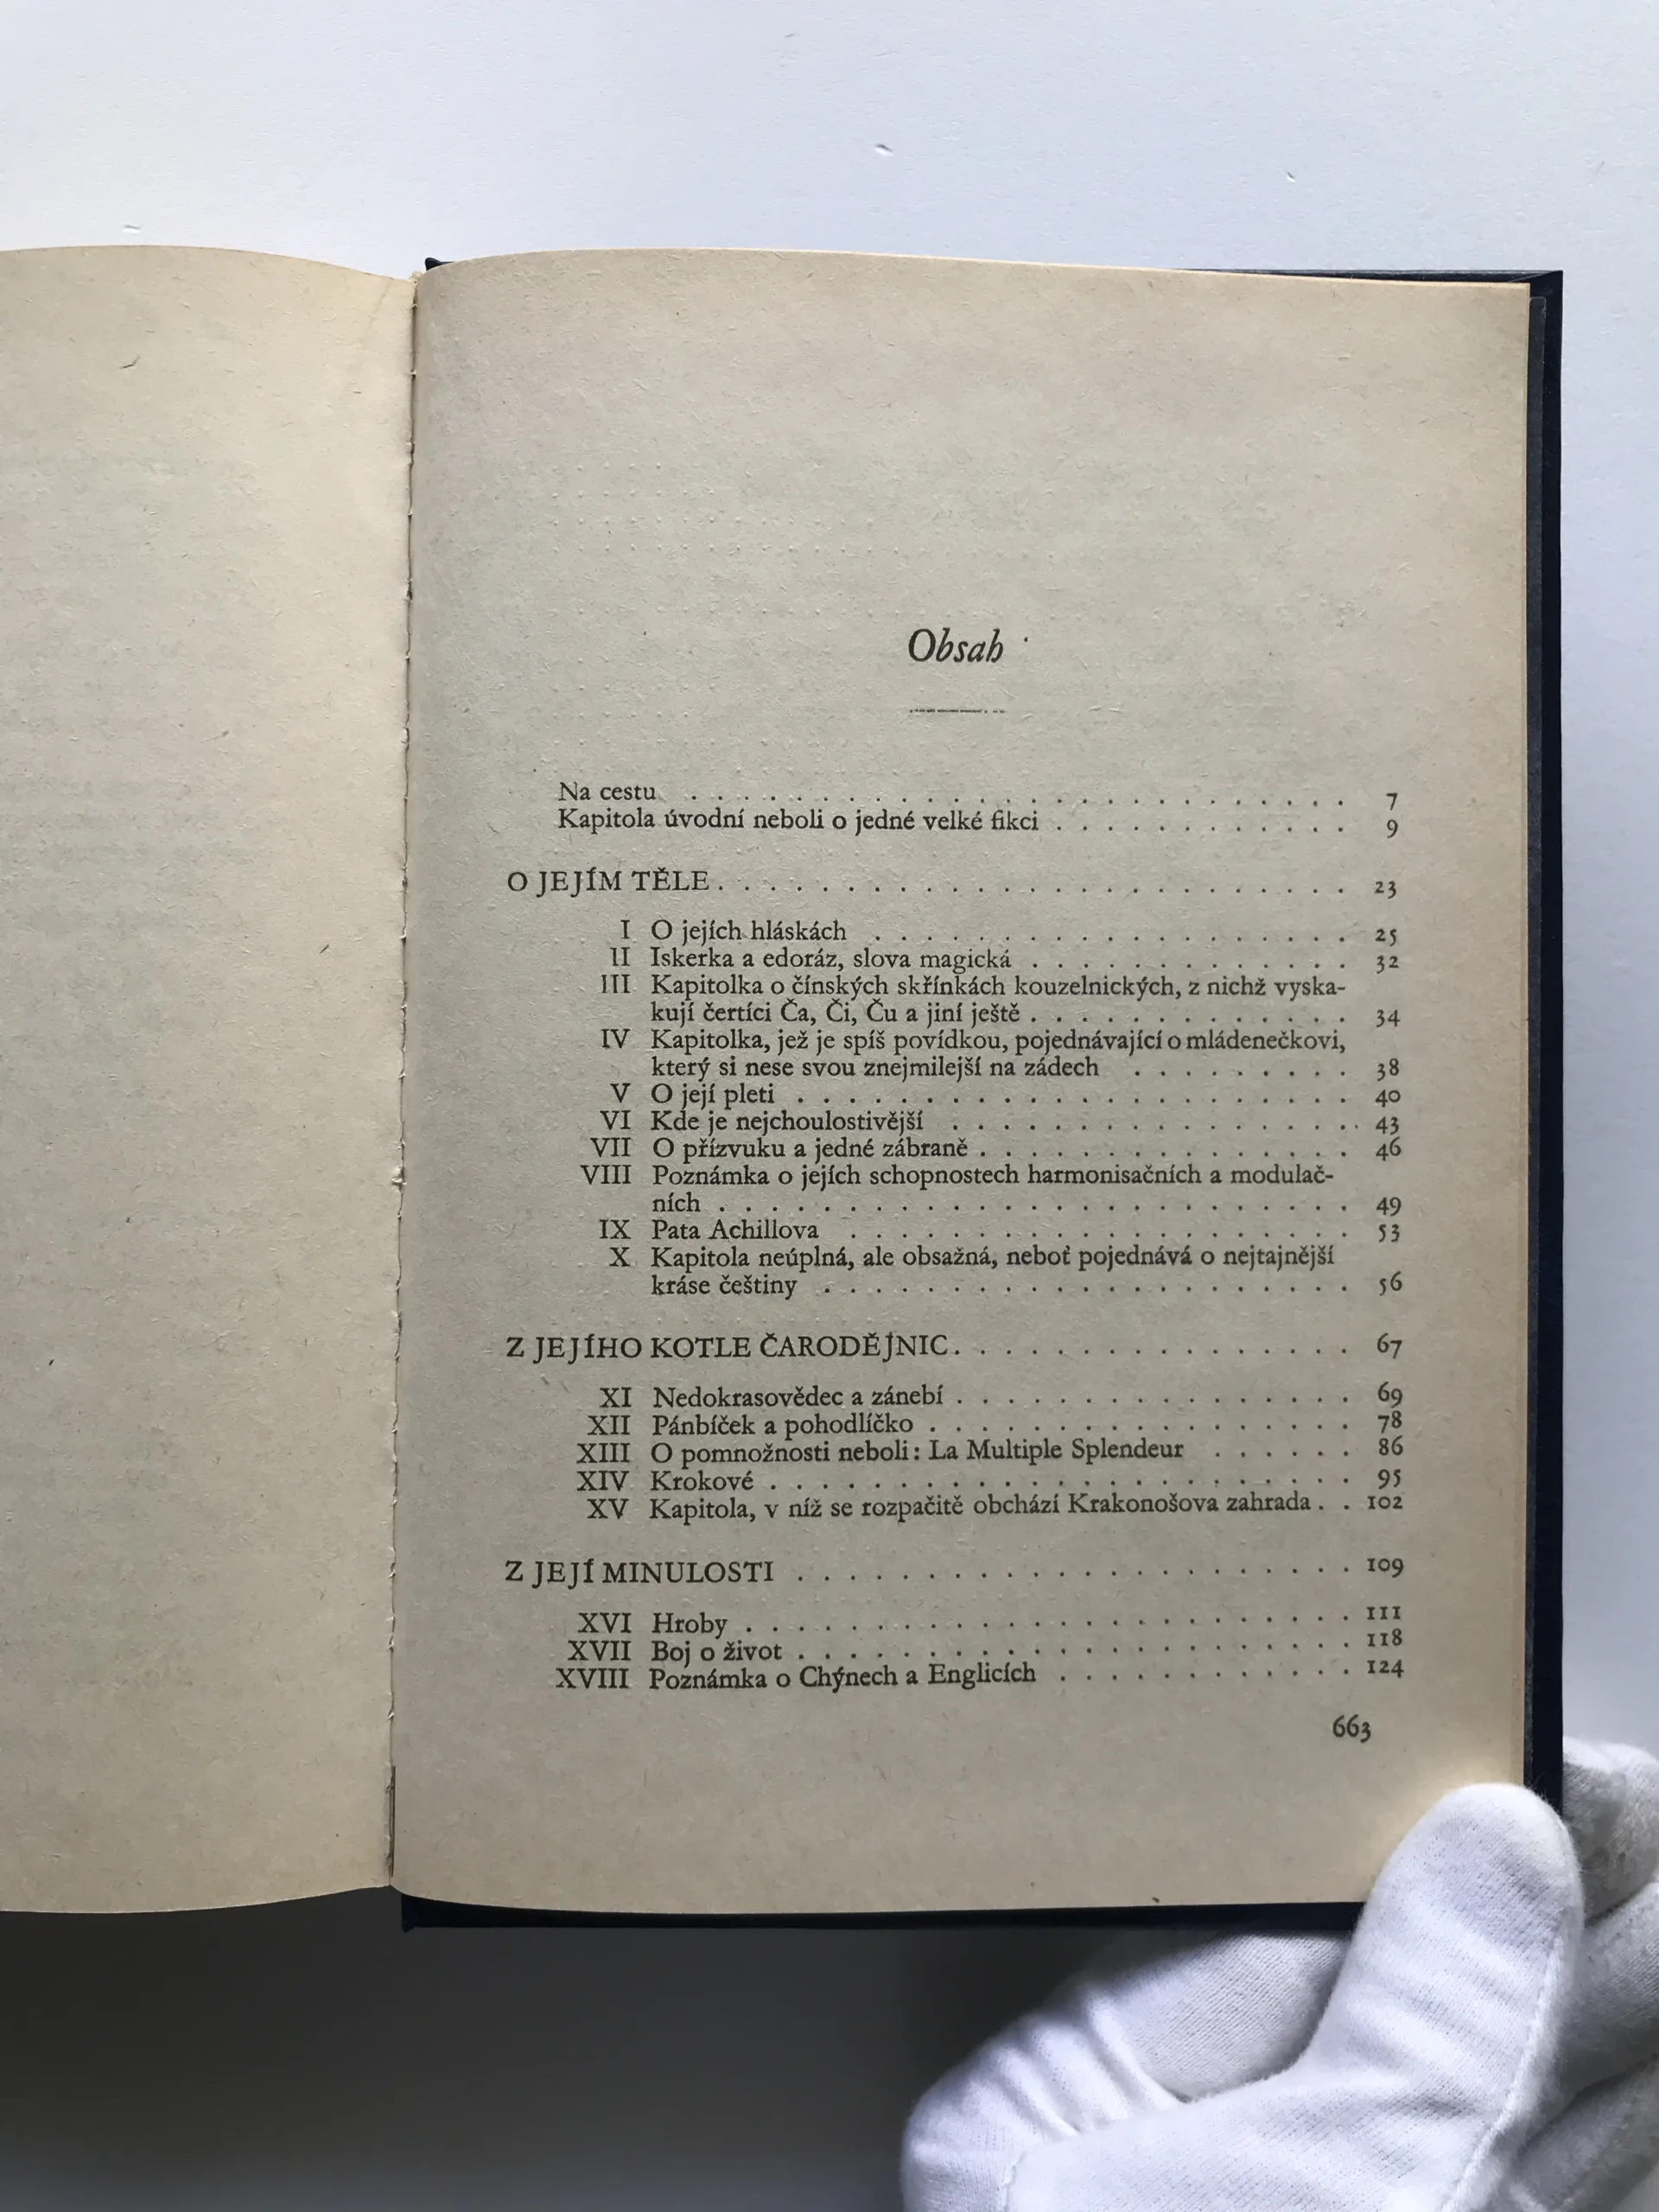 Obsah
Na cestu . . . . . . . . . . . . . . . . . . . . . . . . . . 7
Kapitola úvodní neboli o jedné velké fikci . . . . . . . . . . . . 9
O JEJÍM TĚLE . . . . . . . . . . . . . . . . . . . . . . . . . 23
I O jejích hláskách . . . . . . . . . . . . . . . . . . . 25
II Iskerka a edoráz, slova magická . . . . . . . . . . . . . 32
III Kapitolka o čínských skřínkách kouzelnických, z nichž vyska-
kují čertíci Ča, Či, Ču a jiní ještě . . . . . . . . . . . . . 34
IV Kapitolka, jež je spíš povídkou, pojednávající o mládenečkovi,
který si nese svou znejmilejší na zádech . . . . . . . . . 38
V O její pleti . . . . . . . . . . . . . . . . . . . . . . 40
VI Kde je nejchoulostivější . . . . . . . . . . . . . . . . 43
VII O přízvuku a jedné zábraně . . . . . . . . . . . . . . . 46
VIII Poznámka o jejích schopnostech harmonisačních a modulač-
ních . . . . . . . . . . . . . . . . . . . . . . . . . 49
IX Pata Achillova . . . . . . . . . . . . . . . . . . . . 53
X Kapitola neúplná, ale obsažná, neboť pojednává o nejtajnější
kráse češtiny . . . . . . . . . . . . . . . . . . . . . 56
Z JEJÍHO KOTLE ČARODĚJNIC . . . . . . . . . . . . . . . . 67
XI Nedokrasovědec a zánebí . . . . . . . . . . . . . . . . 69
XII Pánbíček a pohodlíčko . . . . . . . . . . . . . . . . . 78
XIII O pomnožnosti neboli: La Multiple Splendeur . . . . . . 86
XIV Krokové . . . . . . . . . . . . . . . . . . . . . . . 95
XV Kapitola, v níž se rozpačitě obchází Krakonošova zahrada . . 102
Z JEJÍ MINULOSTI . . . . . . . . . . . . . . . . . . . . . . 109
XVI Hroby . . . . . . . . . . . . . . . . . . . . . . . . 111
XVII Boj o život . . . . . . . . . . . . . . . . . . . . . . 118
XVIII Poznámka o Chýnech a Englicích . . . . . . . . . . . . 124
663